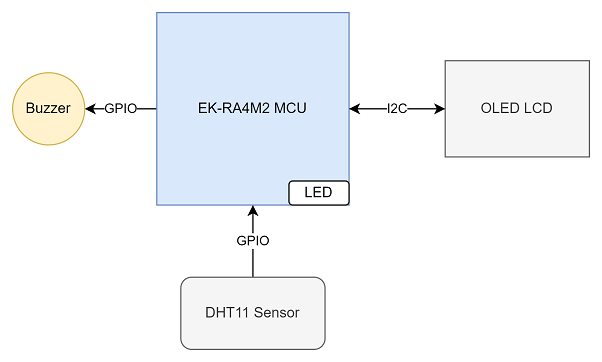 Buzzer
GPIO
EK-RA4M2 MCU
I2C
OLED LCD
LED
GPIO
DHT11 Sensor